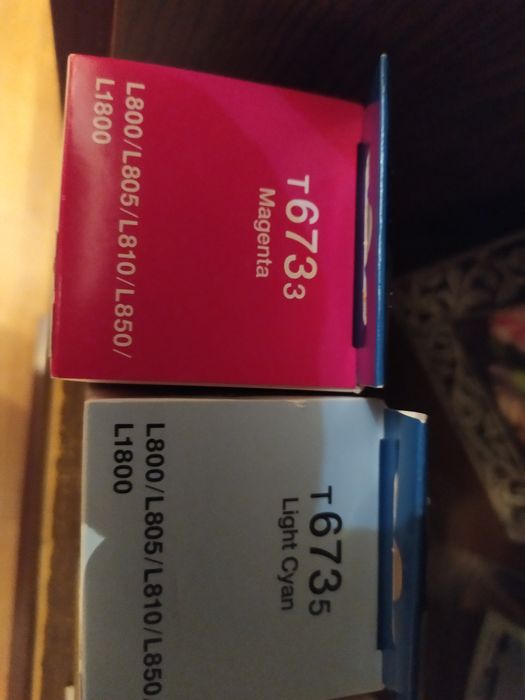 T6733
Magenta
L800/L805/L810/L850/
L1800
T6735
Light Cyan
L800/L805/L810/L850
L1800